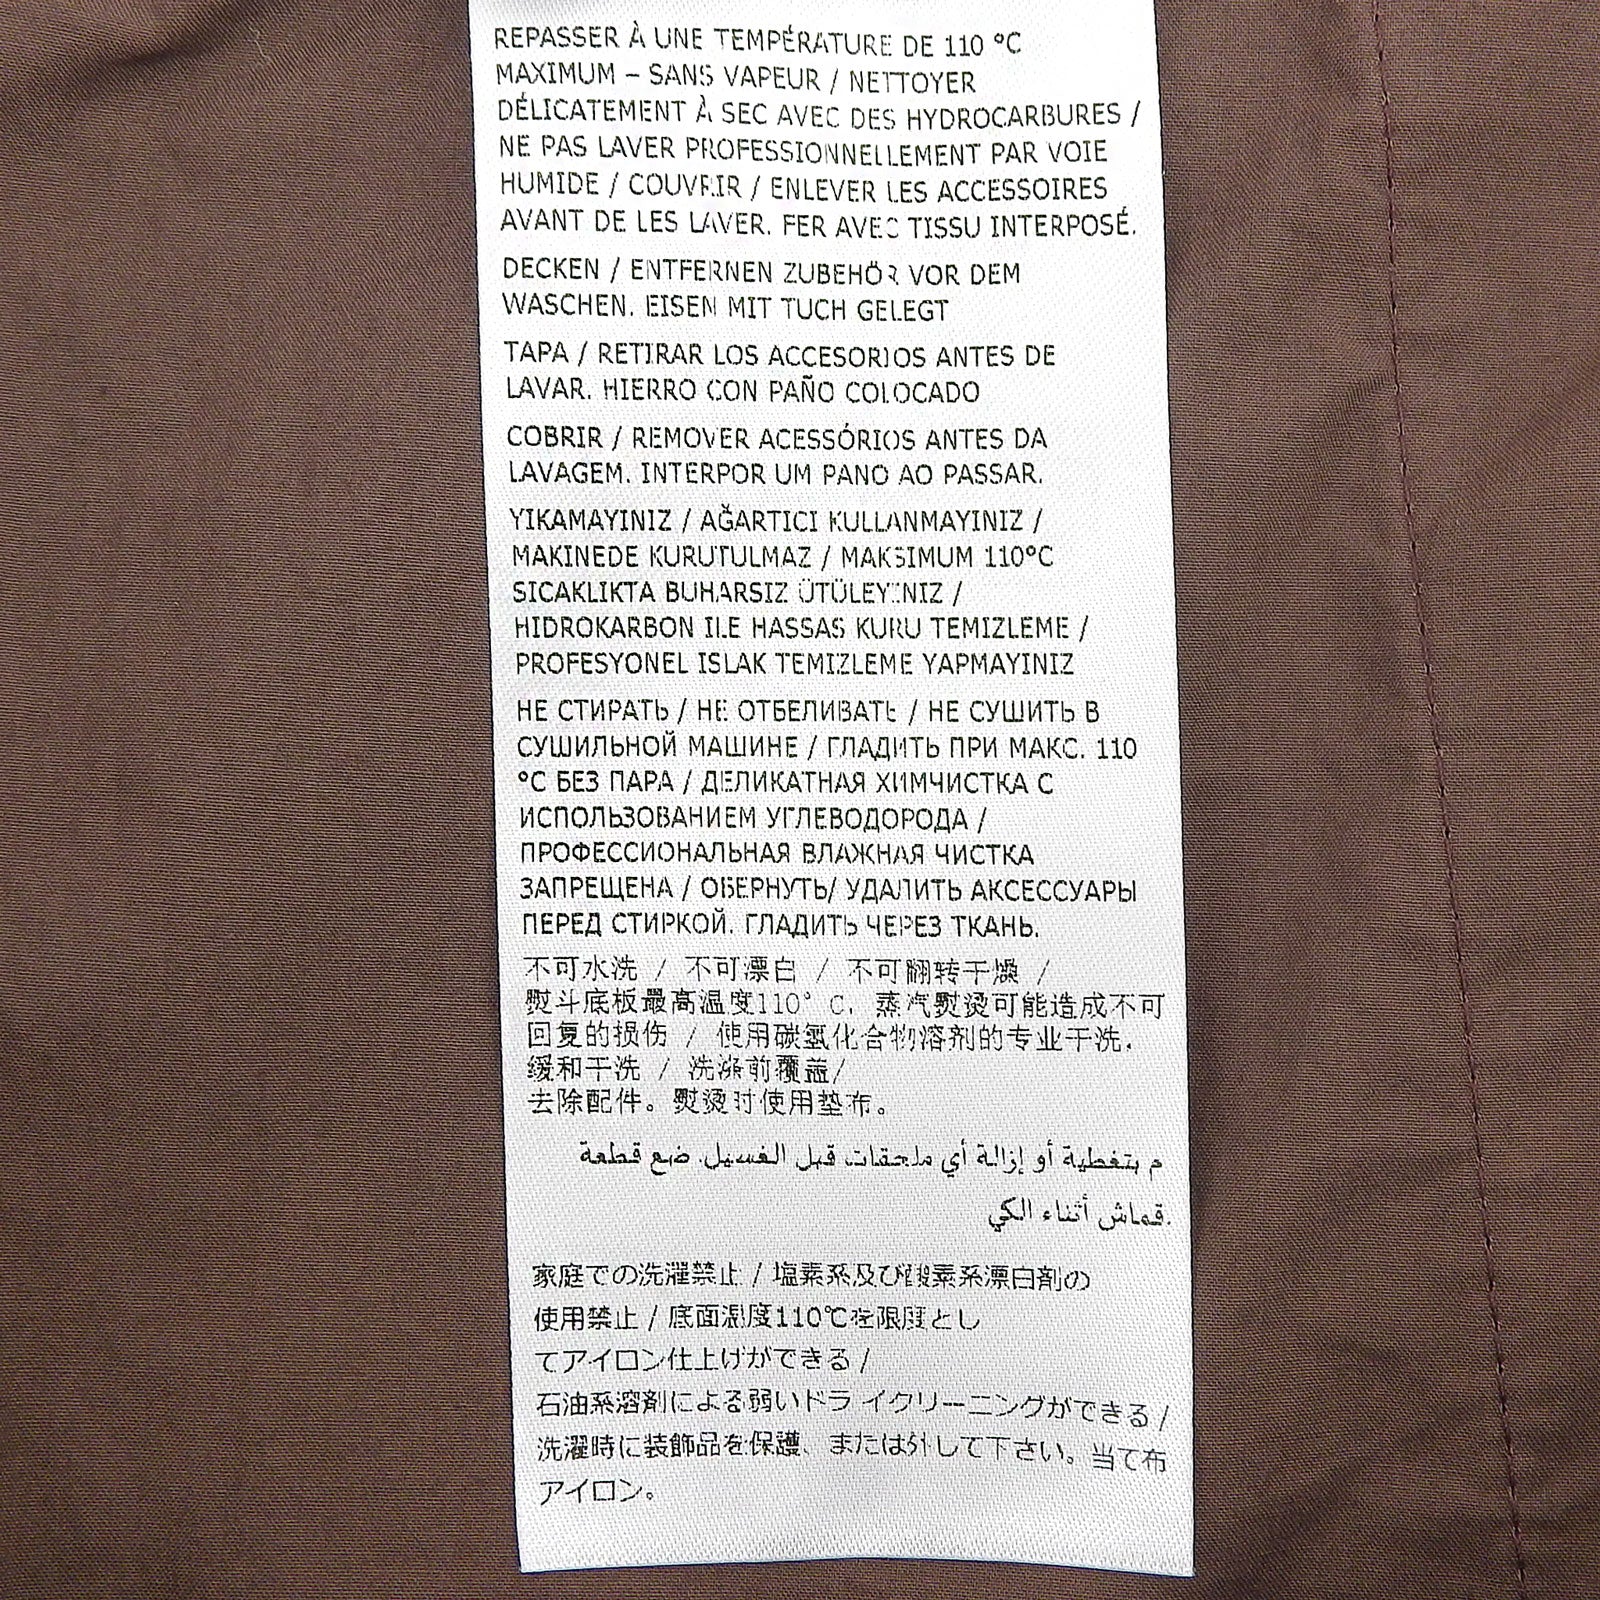 REPASSER À UNE TEMPÉRATURE DE 110 °C
MAXIMUM – SANS VAPEUR / NETTOYER
DÉLICATEMENT À SEC AVEC DES HYDROCARBURES /
NE PAS LAVER PROFESSIONNELLEMENT PAR VOIE
HUMIDE / COUVRIR / ENLEVER LES ACCESSOIRES
AVANT DE LES LAVER. FER AVEC TISSU INTERPOSÉ.
DECKEN / ENTFERNEN ZUBEHÖR VOR DEM
WASCHEN. EISEN MIT TUCH GELEGT
TAPA / RETIRAR LOS ACCESORIOS ANTES DE
LAVAR. HIERRO CON PAÑO COLOCADO
COBRIR / REMOVER ACESSÓRIOS ANTES DA
LAVAGEM. INTERPOR UM PANO AO PASSAR.
YIKAMAYINIZ / AĞARTICI KULLANMAYINIZ /
MAKINEDE KURUTULMAZ / MAKSIMUM 110°C
SICAKLIKTA BUHARSIZ ÜTÜLEYINIZ /
HIDROKARBON ILE HASSAS KURU TEMIZLEME /
PROFESYONEL ISLAK TEMIZLEME YAPMAYINIZ
НЕ СТИРАТЬ / НЕ ОТБЕЛИВАТЬ / НЕ СУШИТЬ В
СУШИЛЬНОЙ МАШИНЕ / ГЛАДИТЬ ПРИ МАКС. 110
°С БЕЗ ПАРА / ДЕЛИКАТНАЯ ХИМЧИСТКА С
ИСПОЛЬЗОВАНИЕМ УГЛЕВОДОРОДА /
ПРОФЕССИОНАЛЬНАЯ ВЛАЖНАЯ ЧИСТКА
ЗАПРЕЩЕНА / ОБЕРНУТЬ/ УДАЛИТЬ АКСЕССУАРЫ
ПЕРЕД СТИРКОЙ. ГЛАДИТЬ ЧЕРЕЗ ТКАНЬ.
不可水洗 / 不可漂白 / 不可翻转干燥 /
熨斗底板最高温度110° C, 蒸汽熨烫可能造成不可
回复的损伤 / 使用碳氢化合物溶剂的专业干洗,
缓和干洗 / 洗涤前覆盖/
去除配件。熨烫时使用垫布。
م بتغطية أو إزالة أي ملحقات قبل الغسيل. ضع قطعة
قماش أثناء الكي.
家庭での洗濯禁止 / 塩素系及び酸素系漂白剤の
使用禁止 / 底面温度110℃を限度とし
てアイロン仕上げができる /
石油系溶剤による弱いドラ イクリーニングができる /
洗濯時に装飾品を保護、または外して下さい。当て布
アイロン。